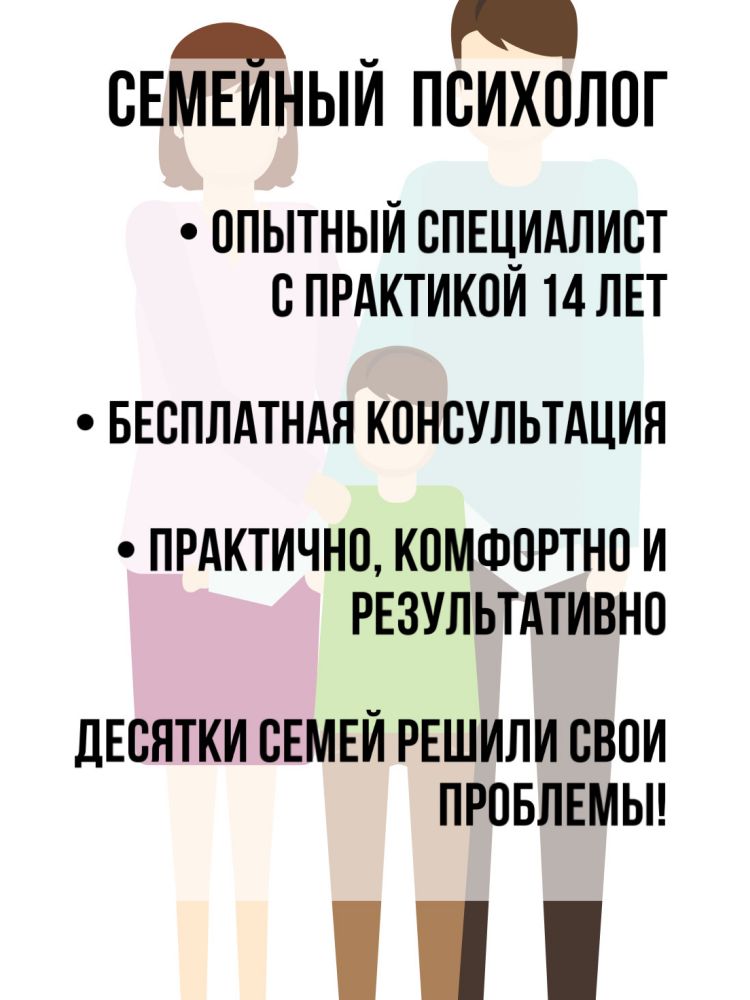 СЕМЕЙНЫЙ ПСИХОЛОГ
• ОПЫТНЫЙ СПЕЦИАЛИСТ
С ПРАКТИКОЙ 14 ЛЕТ
• БЕСПЛАТНАЯ КОНСУЛЬТАЦИЯ
• ПРАКТИЧНО, КОМФОРТНО И
РЕЗУЛЬТАТИВНО
ДЕСЯТКИ СЕМЕЙ РЕШИЛИ СВОИ
ПРОБЛЕМЫ!